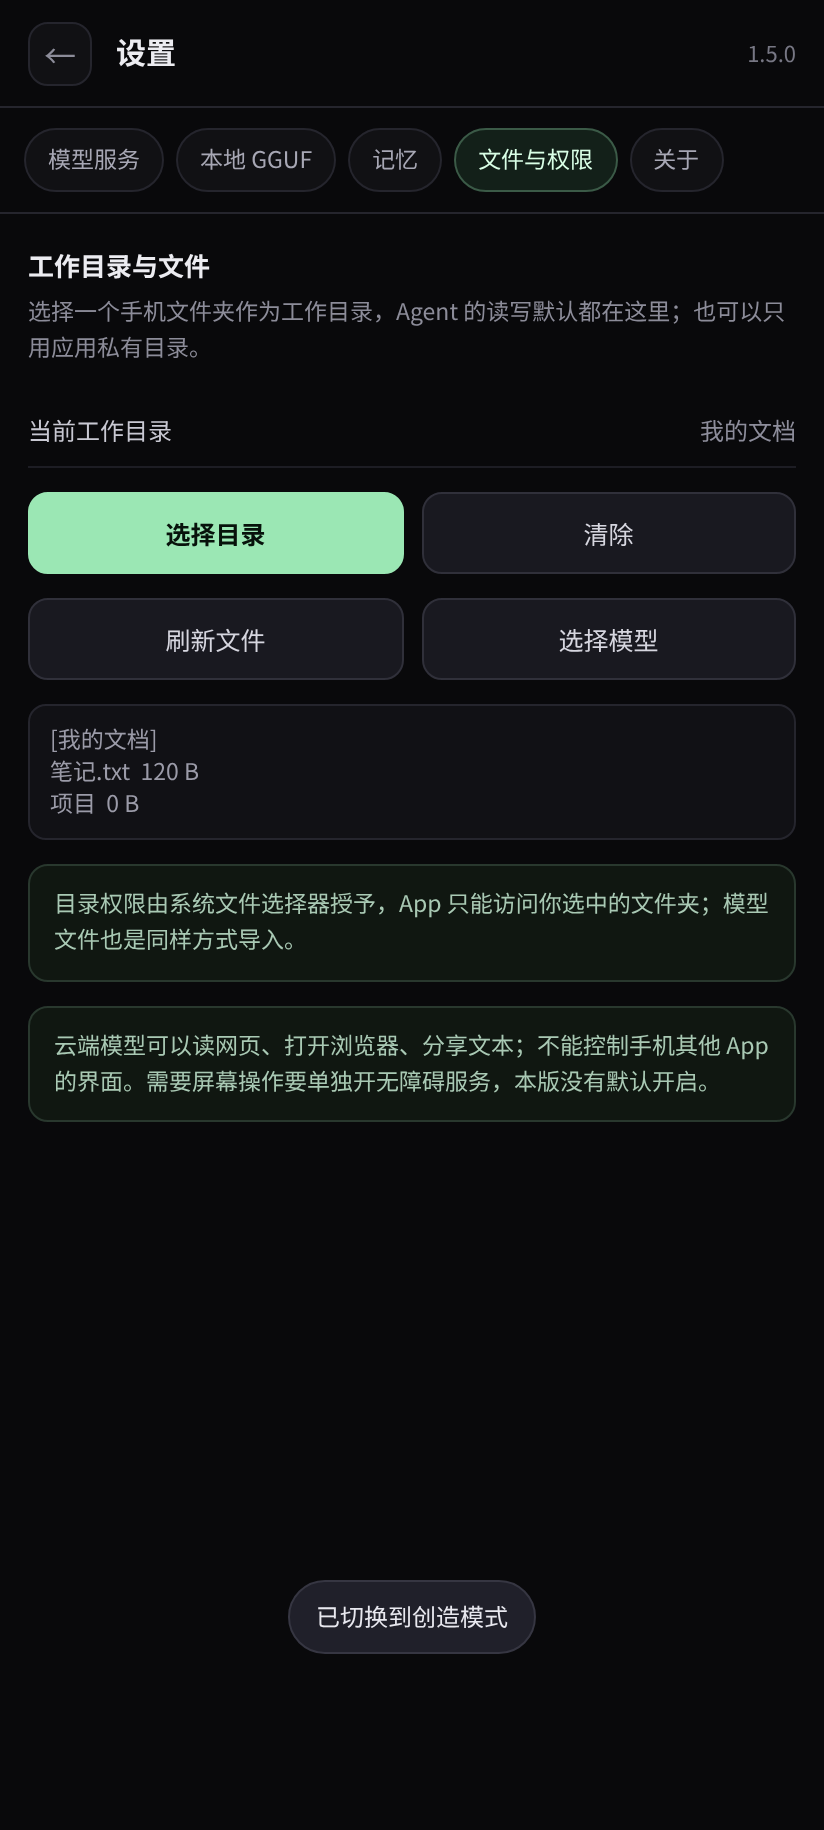 ← 设置
1.5.0
模型服务 本地 GGUF 记忆 文件与权限 关于
工作目录与文件
选择一个手机文件夹作为工作目录，Agent 的读写默认都在这里；也可以只
用应用私有目录。
当前工作目录 我的文档
选择目录 清除
刷新文件 选择模型
[我的文档]
笔记.txt 120 B
项目 0 B
目录权限由系统文件选择器授予，App 只能访问你选中的文件夹；模型
文件也是同样方式导入。
云端模型可以读网页、打开浏览器、分享文本；不能控制手机其他 App
的界面。需要屏幕操作要单独开无障碍服务，本版没有默认开启。
已切换到创造模式